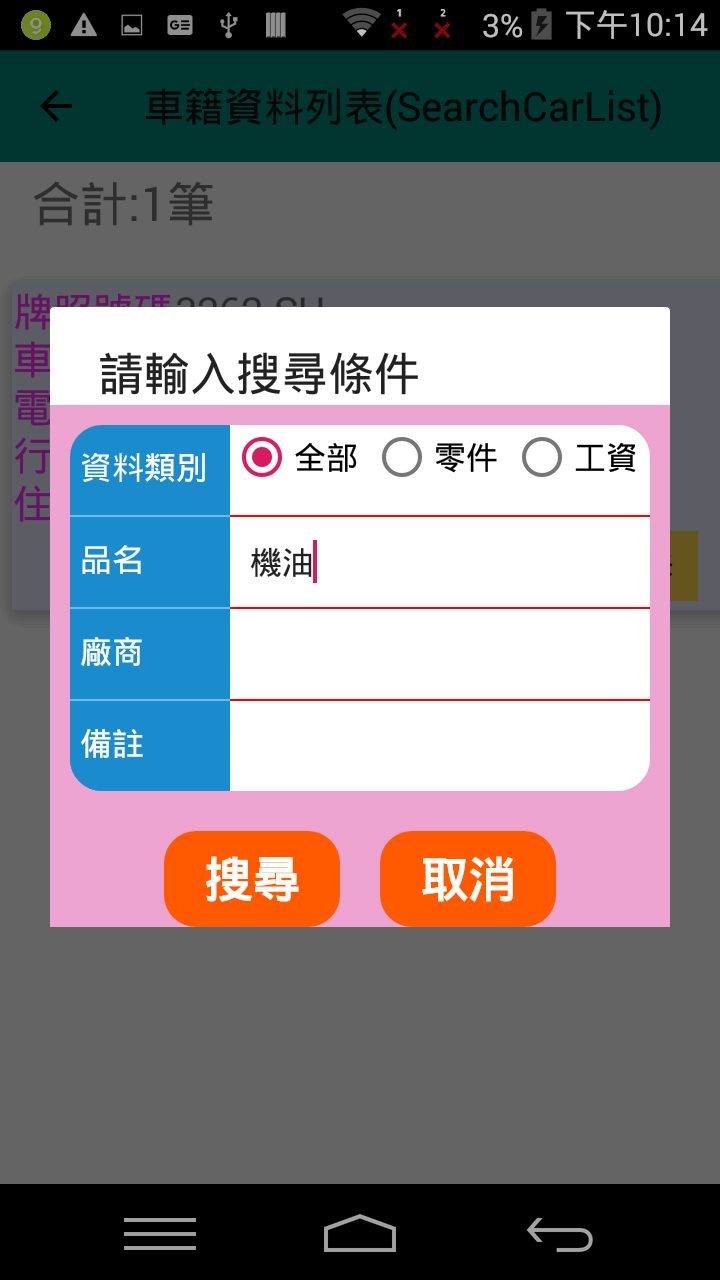 3% 下午10:14
車籍資料列表(SearchCarList)
合計:1筆
牌照號碼
車
電
行
住
請輸入搜尋條件
資料類別 全部 零件 工資
品名 機油
廠商
備註
搜尋 取消